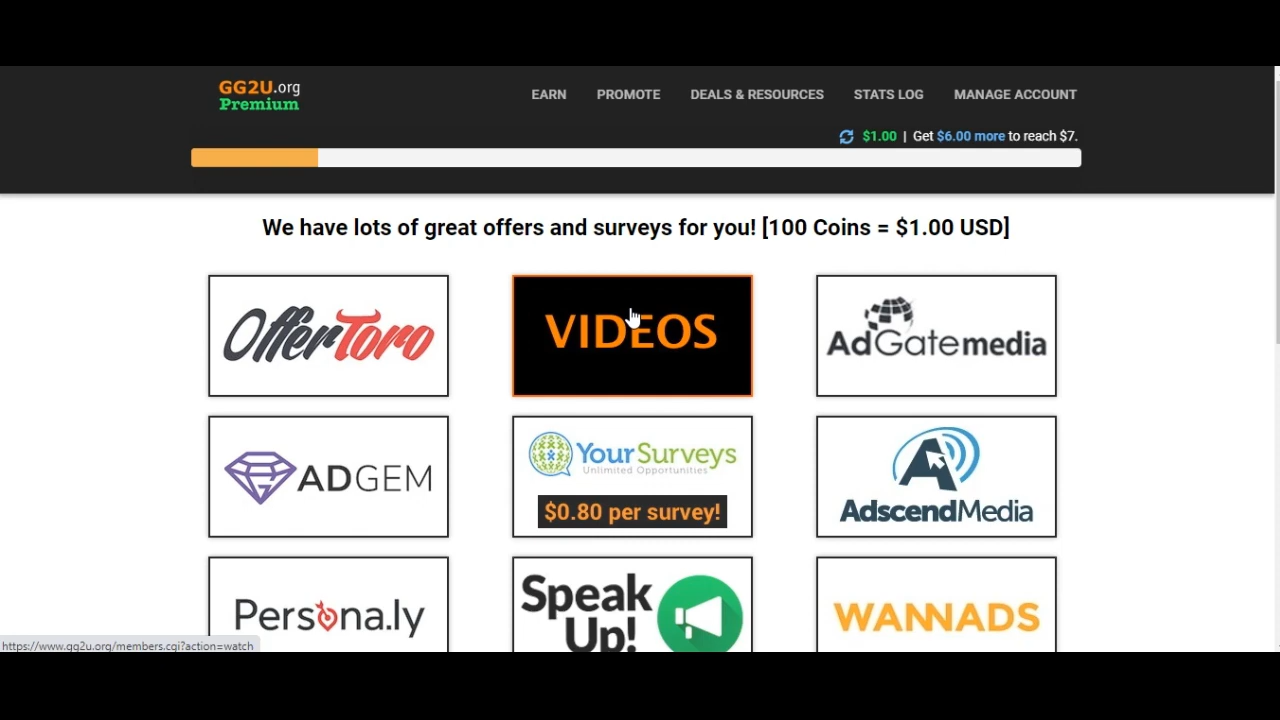 GG2U.org
Premium
EARN PROMOTE DEALS & RESOURCES STATS LOG MANAGE ACCOUNT
$1.00 | Get $6.00 more to reach $7.
We have lots of great offers and surveys for you! [100 Coins = $1.00 USD]
OfferToro
VIDEOS
AdGatemedia
ADGEM
YourSurveys
Unlimited Opportunities
$0.80 per survey!
AdscendMedia
Persona.ly
Speak
Up!
WANNADS
https://www.gg2u.org/members.cgi?action=watch